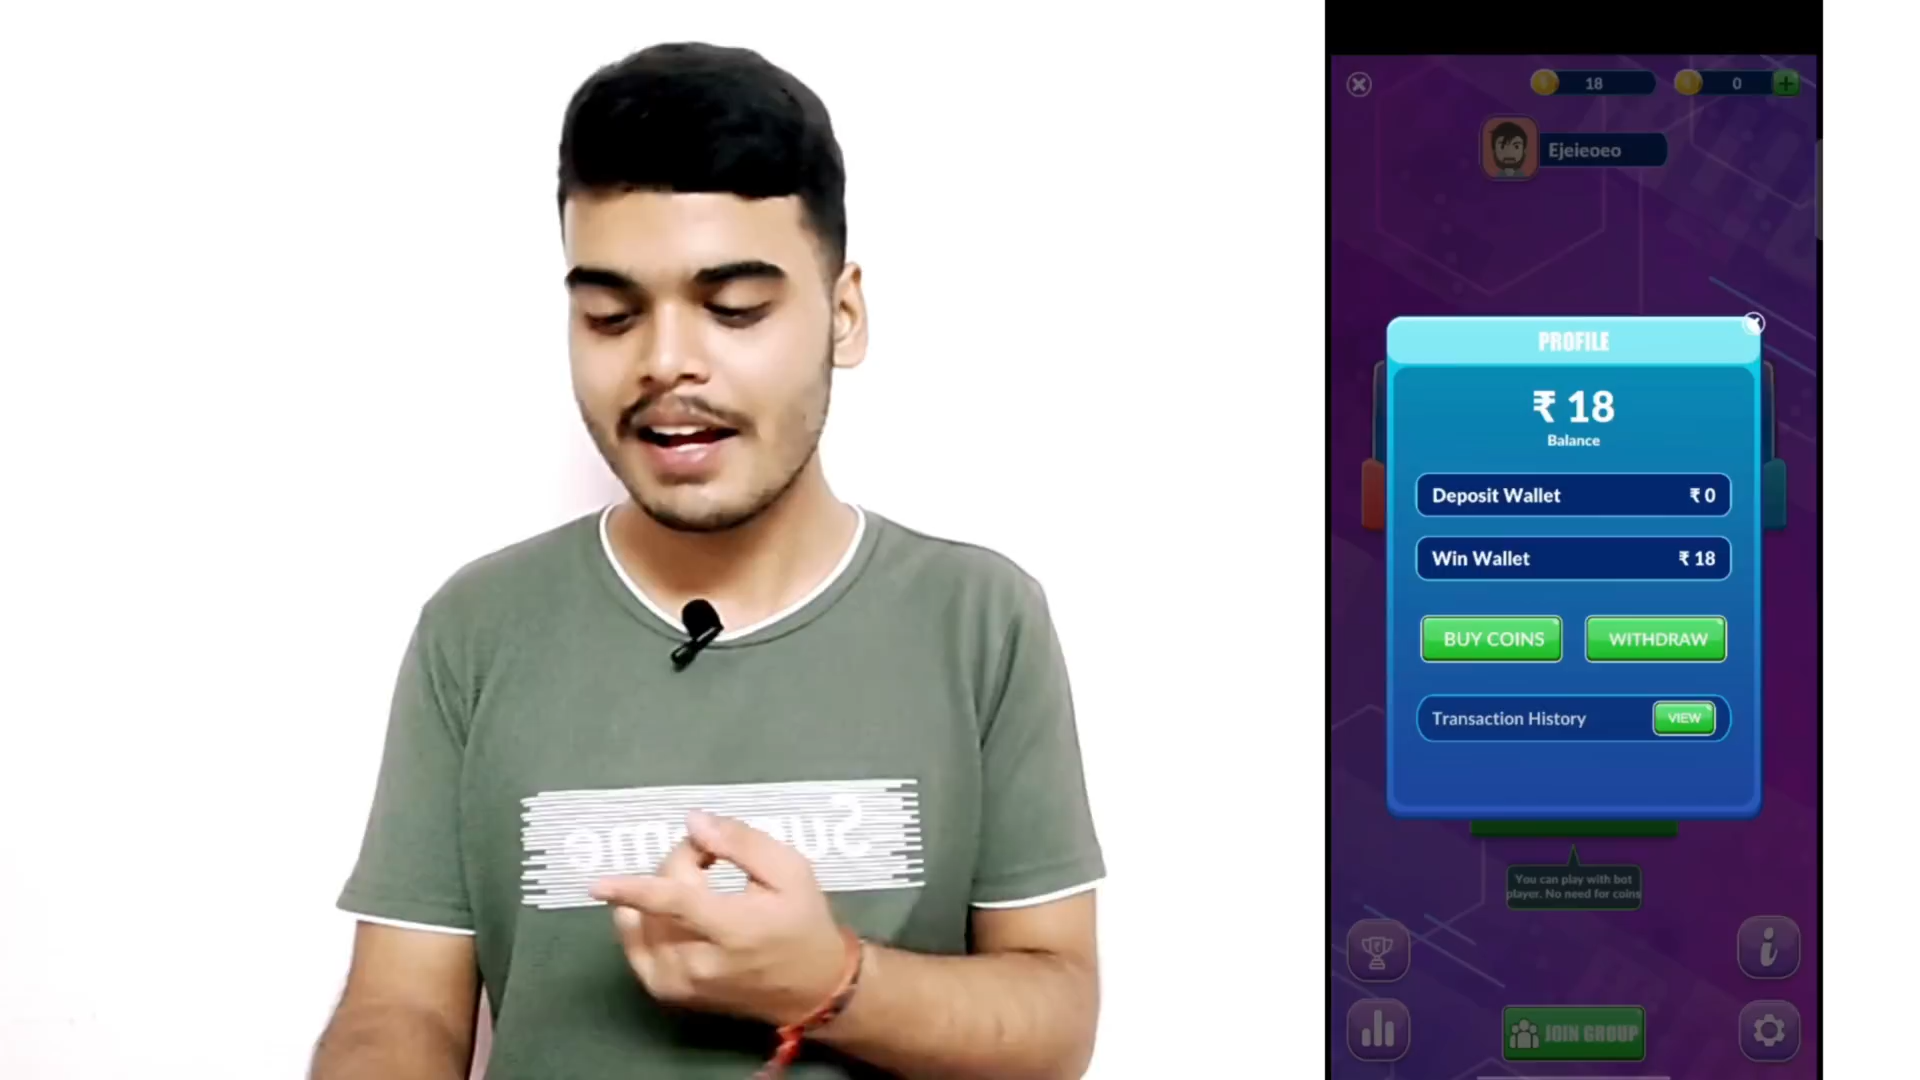 18
0
Ejeieoeo
PROFILE
₹ 18
Balance
Deposit Wallet ₹ 0
Win Wallet ₹ 18
BUY COINS
WITHDRAW
Transaction History VIEW
You can play with bot
player. No need for coins
JOIN GROUP